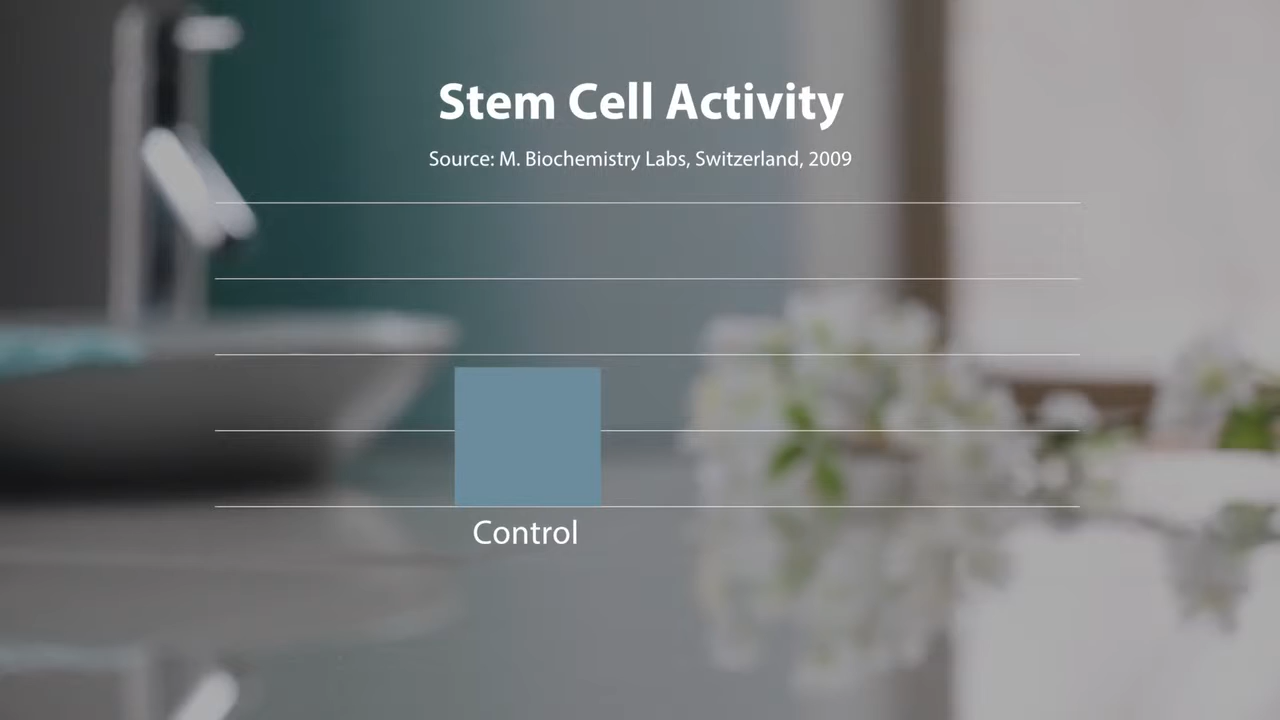 Stem Cell Activity
Source: M. Biochemistry Labs, Switzerland, 2009
Control